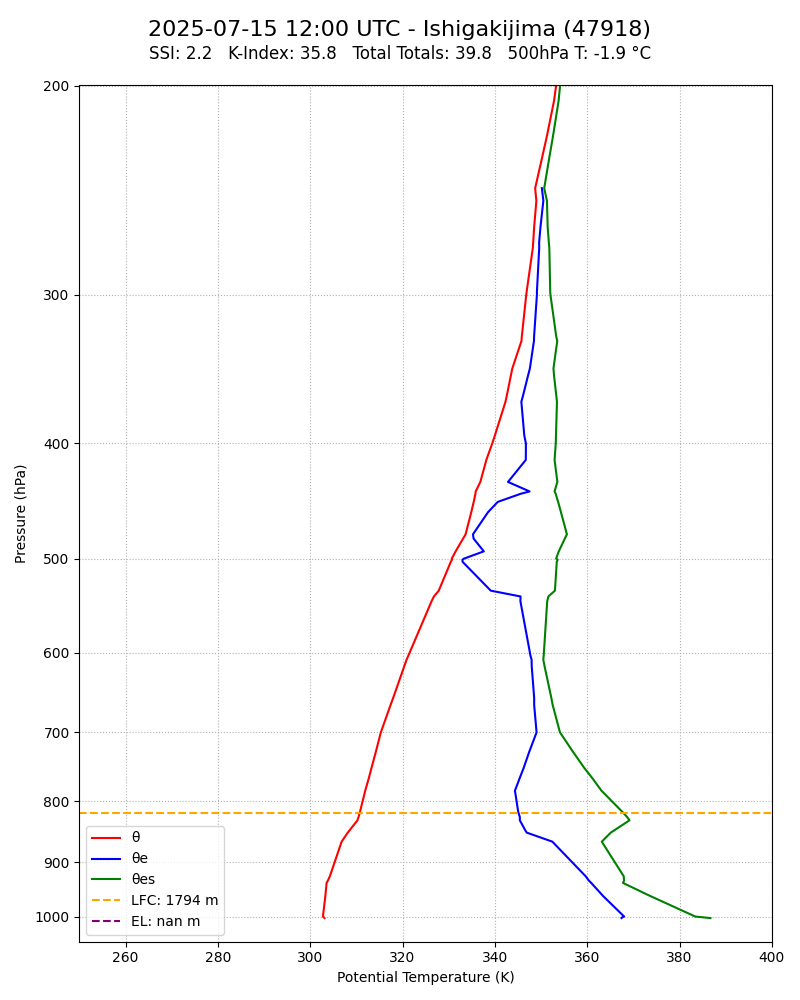 2025-07-15 12:00 UTC - Ishigakijima (47918)
SSI: 2.2   K-Index: 35.8   Total Totals: 39.8   500hPa T: -1.9 °C
200
300
400
500
600
700
800
900
1000
Pressure (hPa)
θ
θe
θes
LFC: 1794 m
EL: nan m
260
280
300
320
340
360
380
400
Potential Temperature (K)